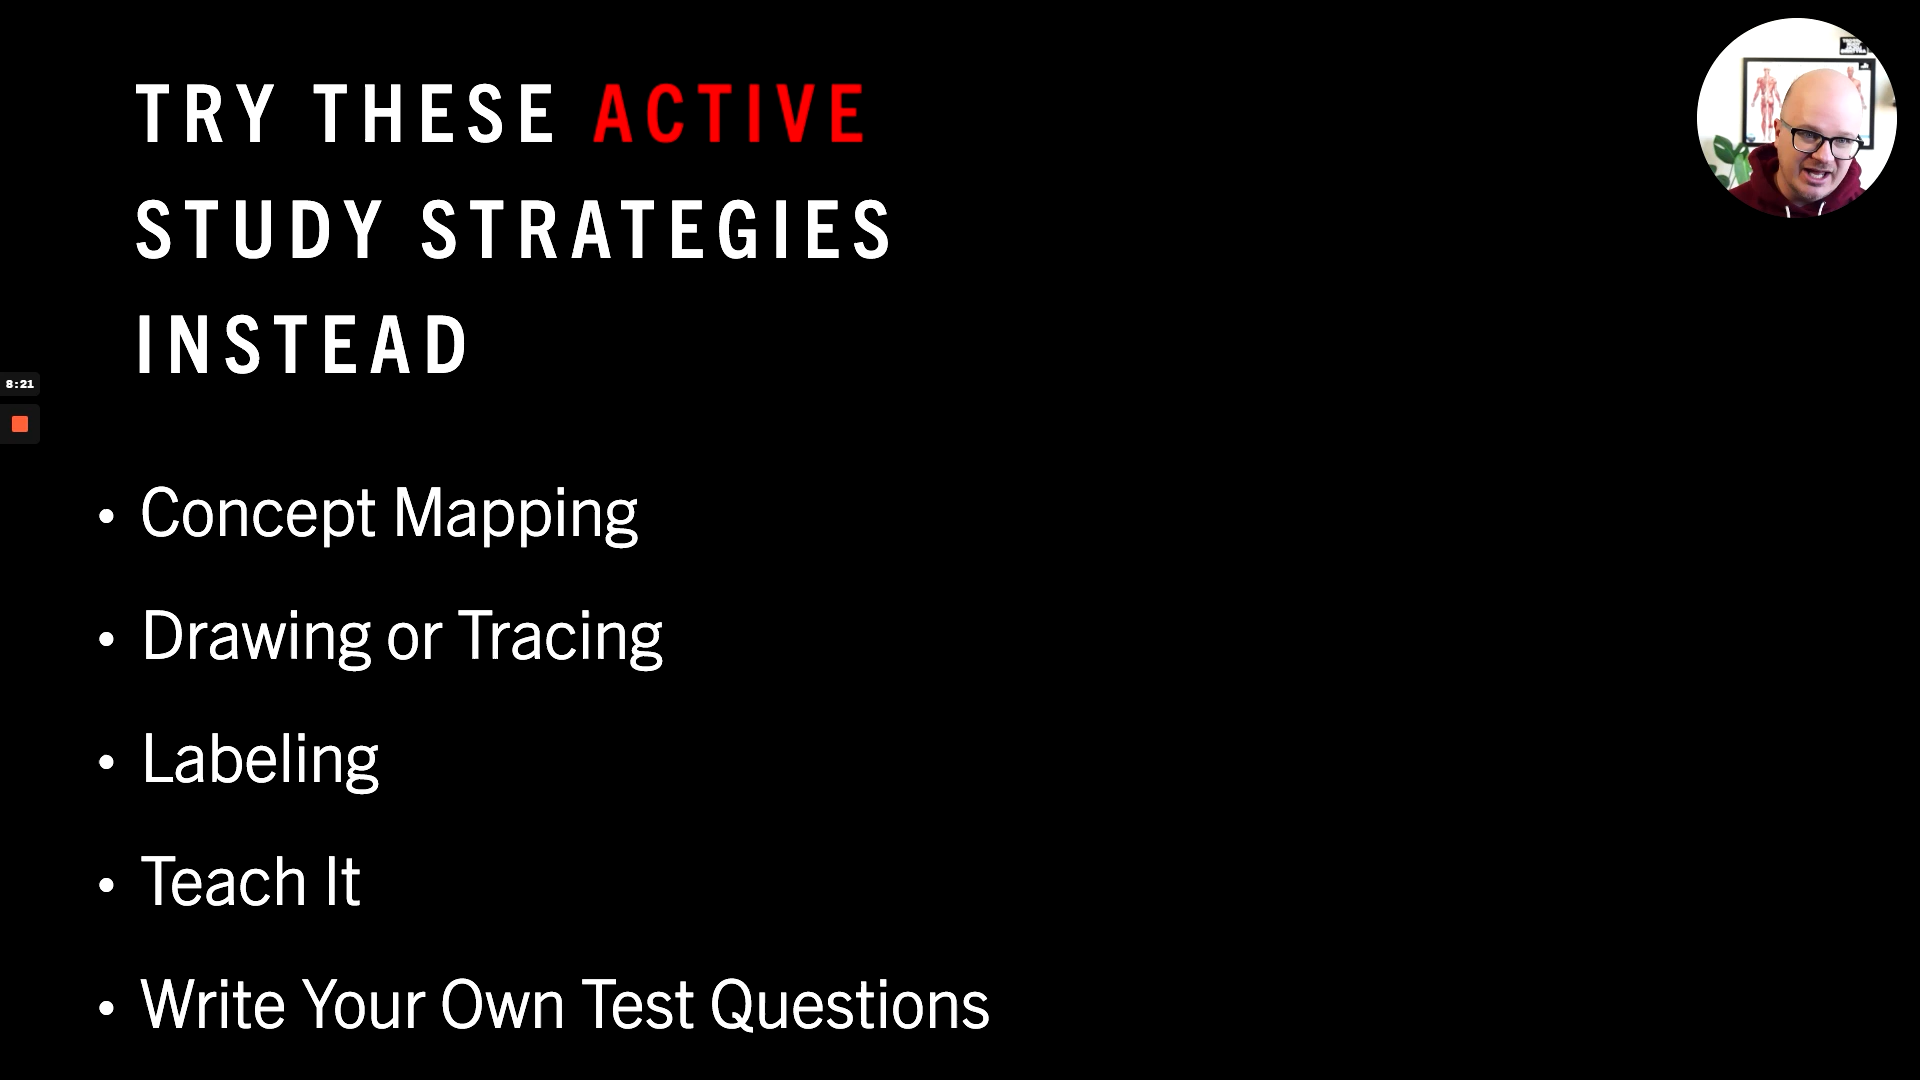 TRY THESE ACTIVE
STUDY STRATEGIES
INSTEAD
8:21
• Concept Mapping
• Drawing or Tracing
• Labeling
• Teach It
• Write Your Own Test Questions